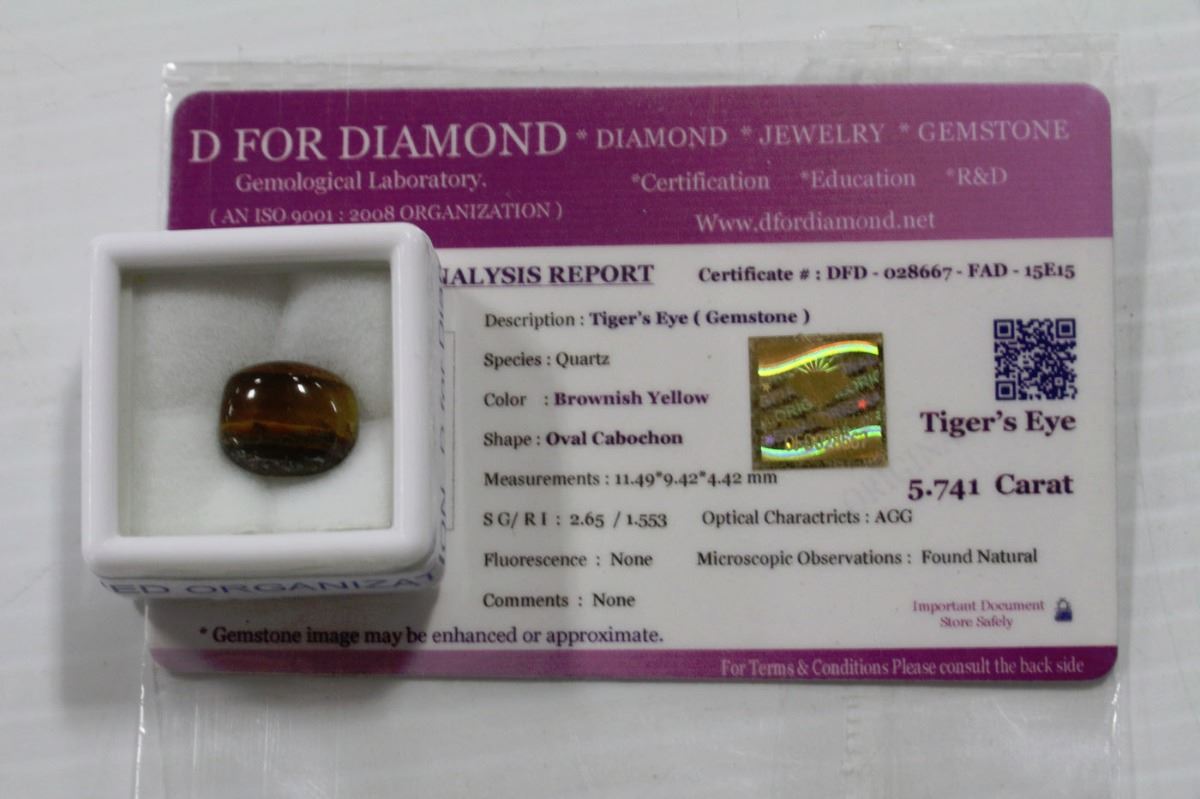 D FOR DIAMOND * DIAMOND * JEWELRY * GEMSTONE
Gemological Laboratory. *Certification *Education *R&D
( AN ISO 9001 : 2008 ORGANIZATION ) Www.dfordiamond.net
NALYSIS REPORT Certificate # : DFD - 028667 - FAD - 15E15
Description : Tiger's Eye ( Gemstone )
Species : Quartz
Color : Brownish Yellow
Shape : Oval Cabochon
Tiger's Eye
Measurements : 11.49*9.42*4.42 mm
5.741 Carat
S G/ R I : 2.65 / 1.553 Optical Charactricts : AGG
Fluorescence : None Microscopic Observations : Found Natural
Comments : None
Important Document
Store Safely
* Gemstone image may be enhanced or approximate.
For Terms & Conditions Please consult the back side
ED ORGANIZAT